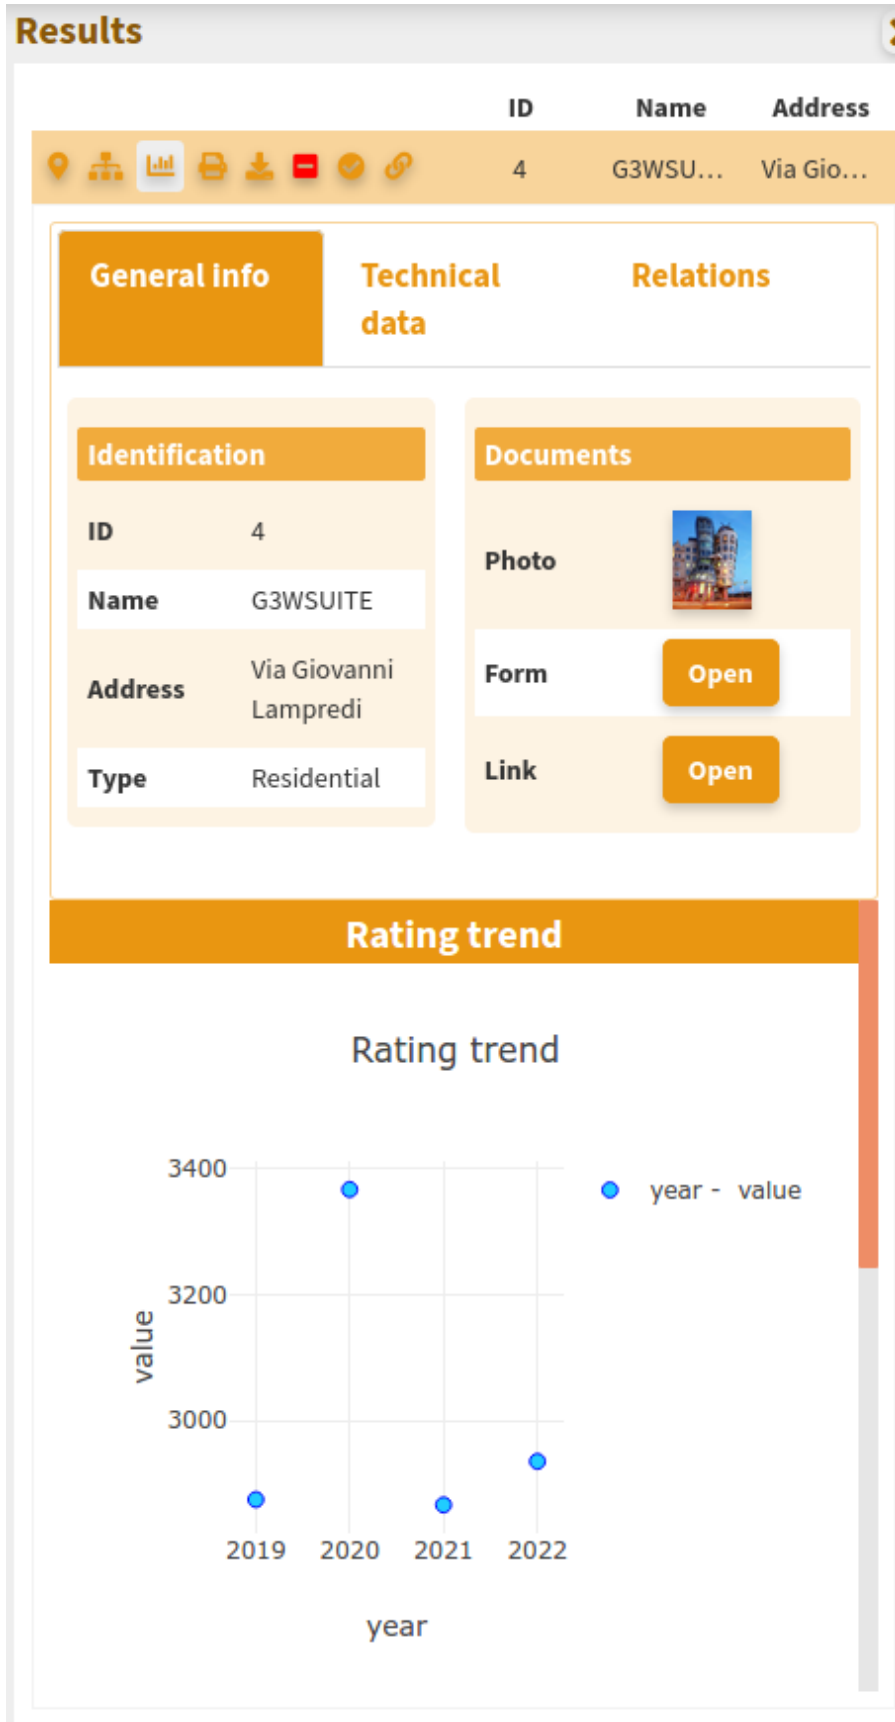 Results
ID Name Address
4 G3WSU... Via Gio...
General info Technical data Relations
Identification
ID 4
Name G3WSUITE
Address Via Giovanni
Lampredi
Type Residential
Documents
Photo
Form Open
Link Open
Rating trend
Rating trend
3400
year - value
3200
value
3000
2019 2020 2021 2022
year